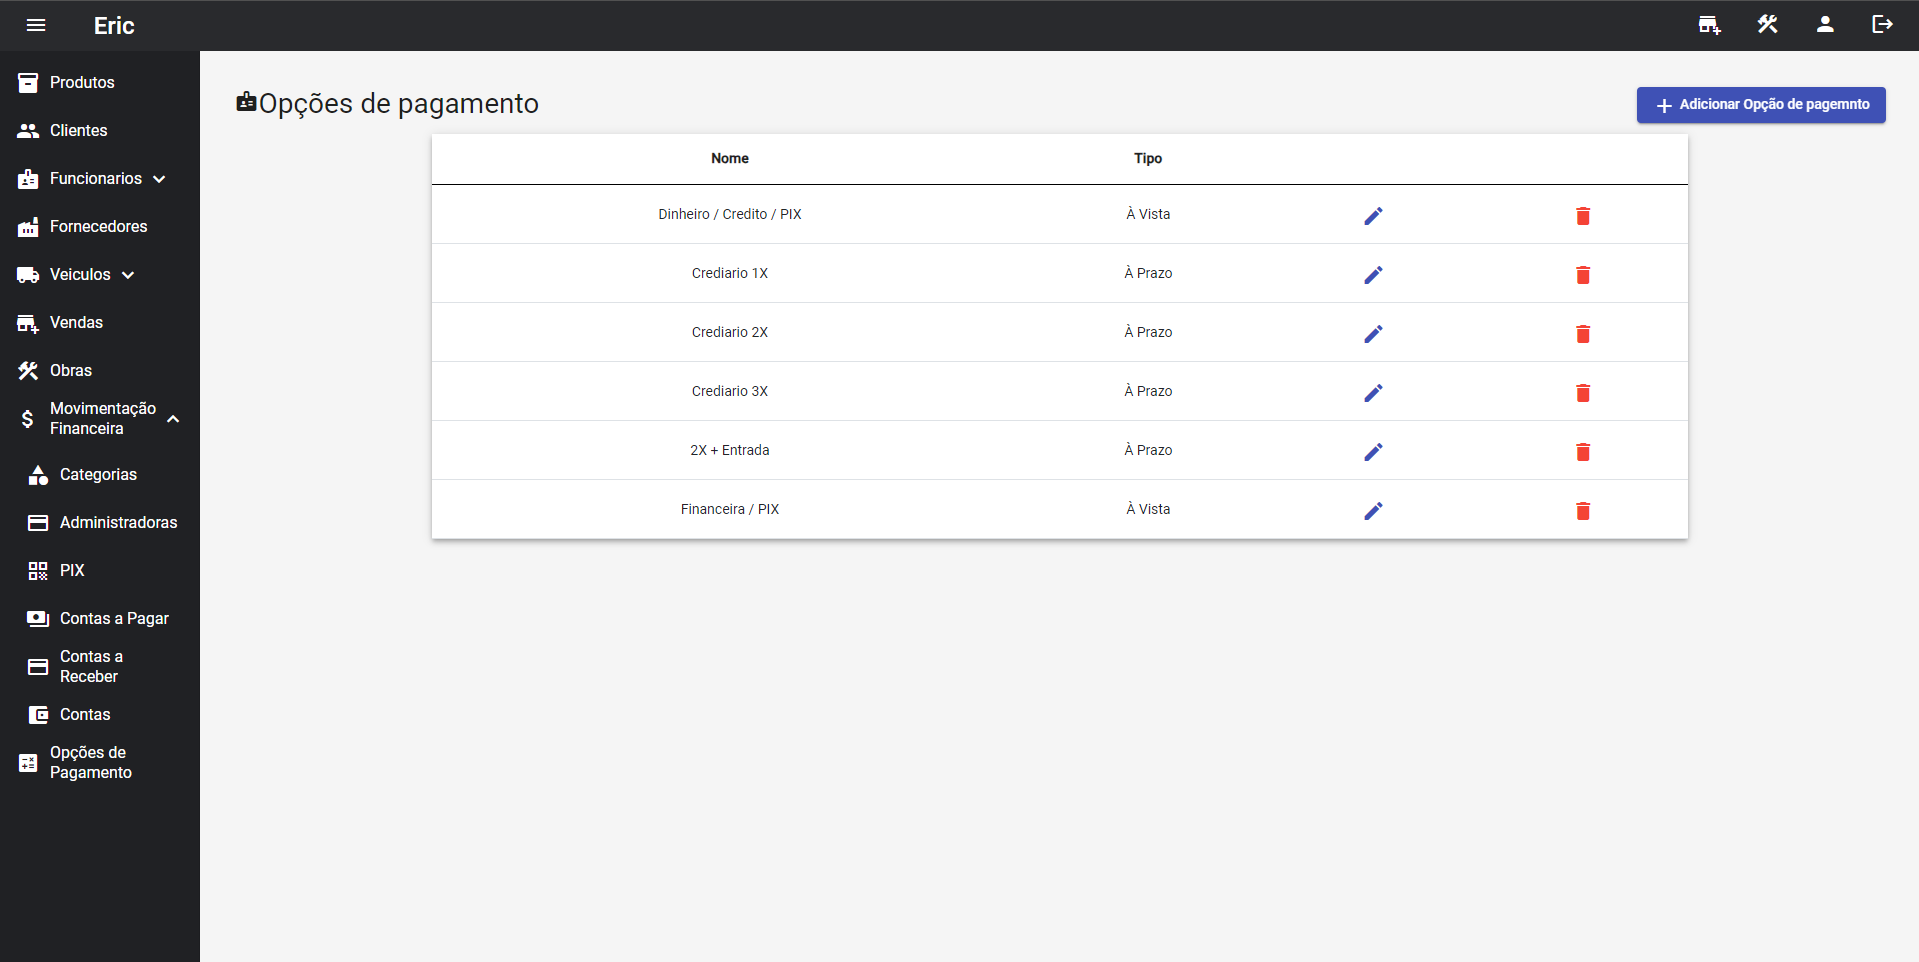 Eric
Produtos
Clientes
Funcionarios
Fornecedores
Veiculos
Vendas
Obras
Movimentação
Financeira
Categorias
Administradoras
PIX
Contas a Pagar
Contas a
Receber
Contas
Opções de
Pagamento
Opções de pagamento
Adicionar Opção de pagemnto
Nome Tipo
Dinheiro / Credito / PIX À Vista
Crediario 1X À Prazo
Crediario 2X À Prazo
Crediario 3X À Prazo
2X + Entrada À Prazo
Financeira / PIX À Vista